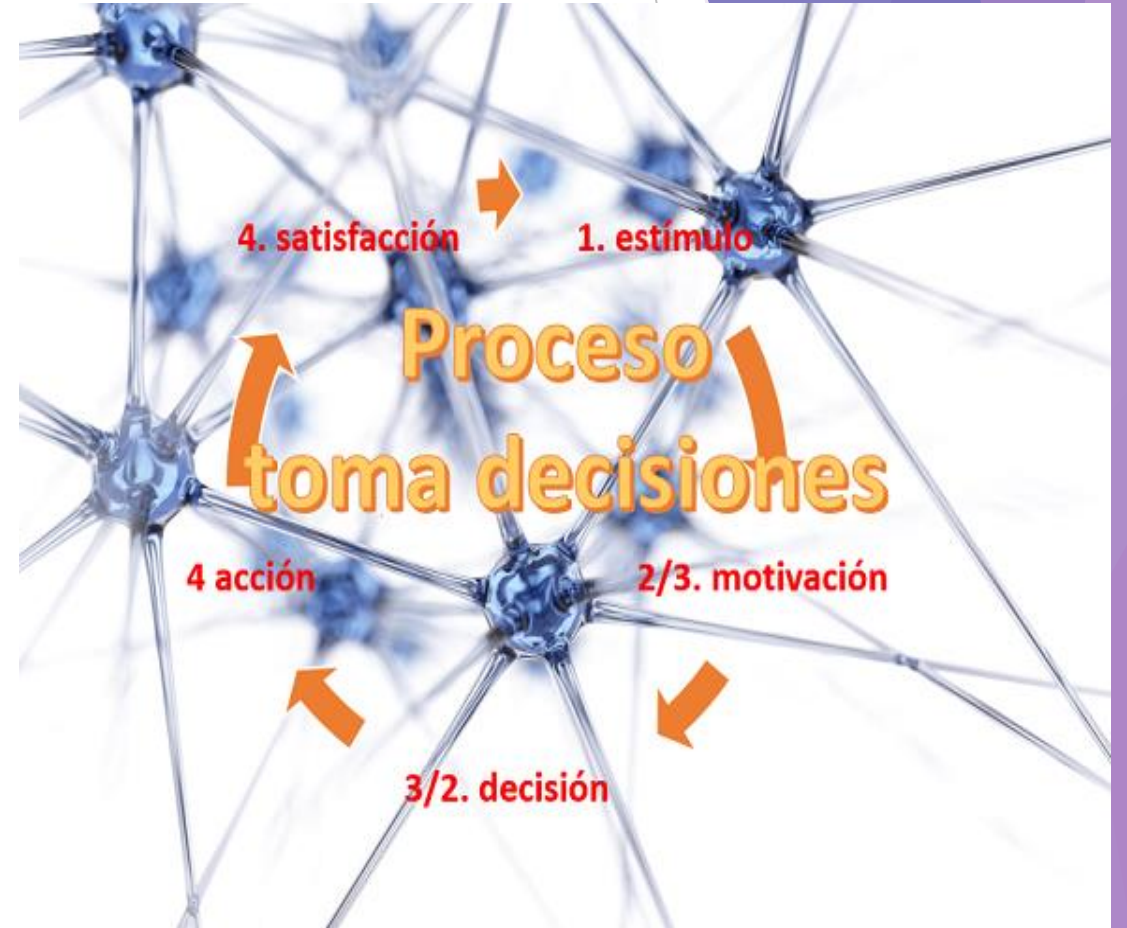 4. satisfacción
1. estímulo
Proceso
toma decisiones
4 acción
2/3. motivación
3/2. decisión